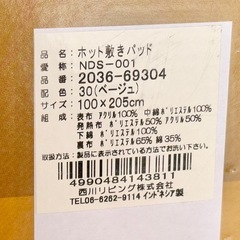 品　名：ホット敷きパッド
愛　称：NDS-001
品　番：2036-69304
配　色：30(ベージュ)
サイズ：100×205cm
組　成：表布 アクリル100% 中綿 ポリエステル100%
発熱布 ポリエステル50% アクリル50%
下綿 ポリエステル100%
裏布 ポリエステル65% 綿35%
取扱い方法：製品に表示されている取扱い絵表示をご覧下さい
4990484143811
西川リビング株式会社
TEL06-6262-9114 インドネシア製